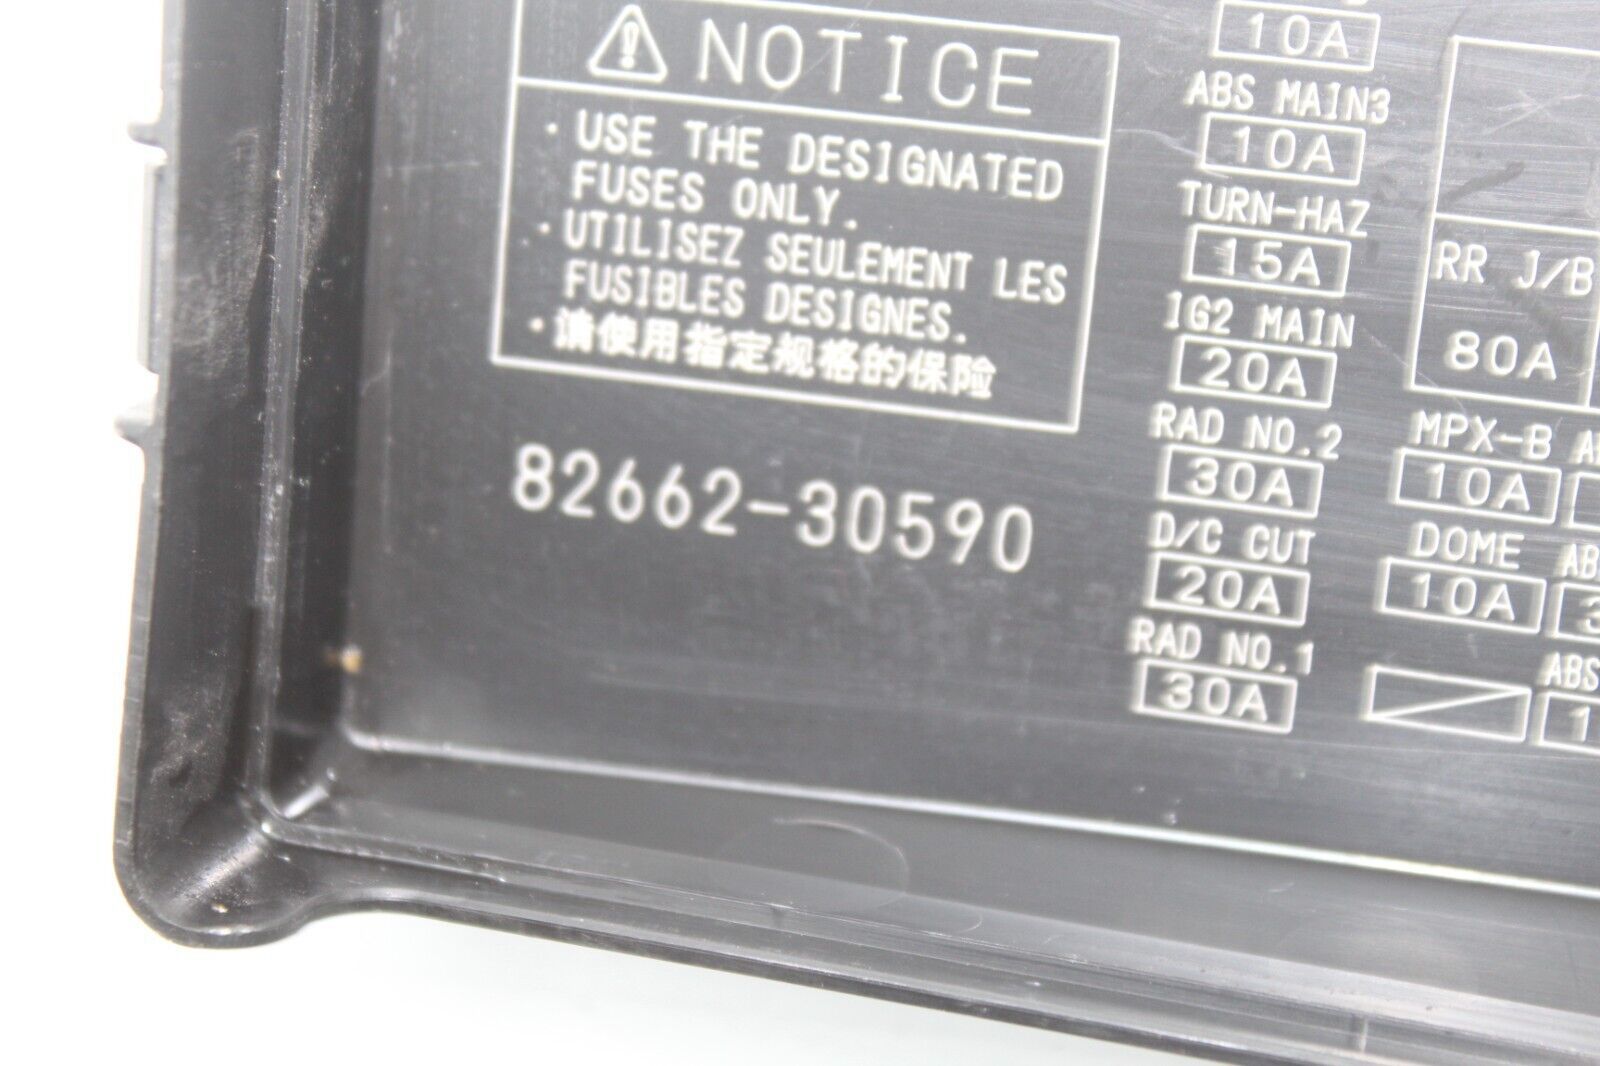 NOTICE
· USE THE DESIGNATED
FUSES ONLY.
· UTILISEZ SEULEMENT LES
FUSIBLES DESIGNES.
· 请使用指定规格的保险
82662-30590
10A
ABS MAIN3
10A
TURN-HAZ
15A
IG2 MAIN
20A
RAD NO.2
30A
D/C CUT
20A
RAD NO.1
30A
RR J/B
80A
MPX-B
10A
DOME
10A
ABS